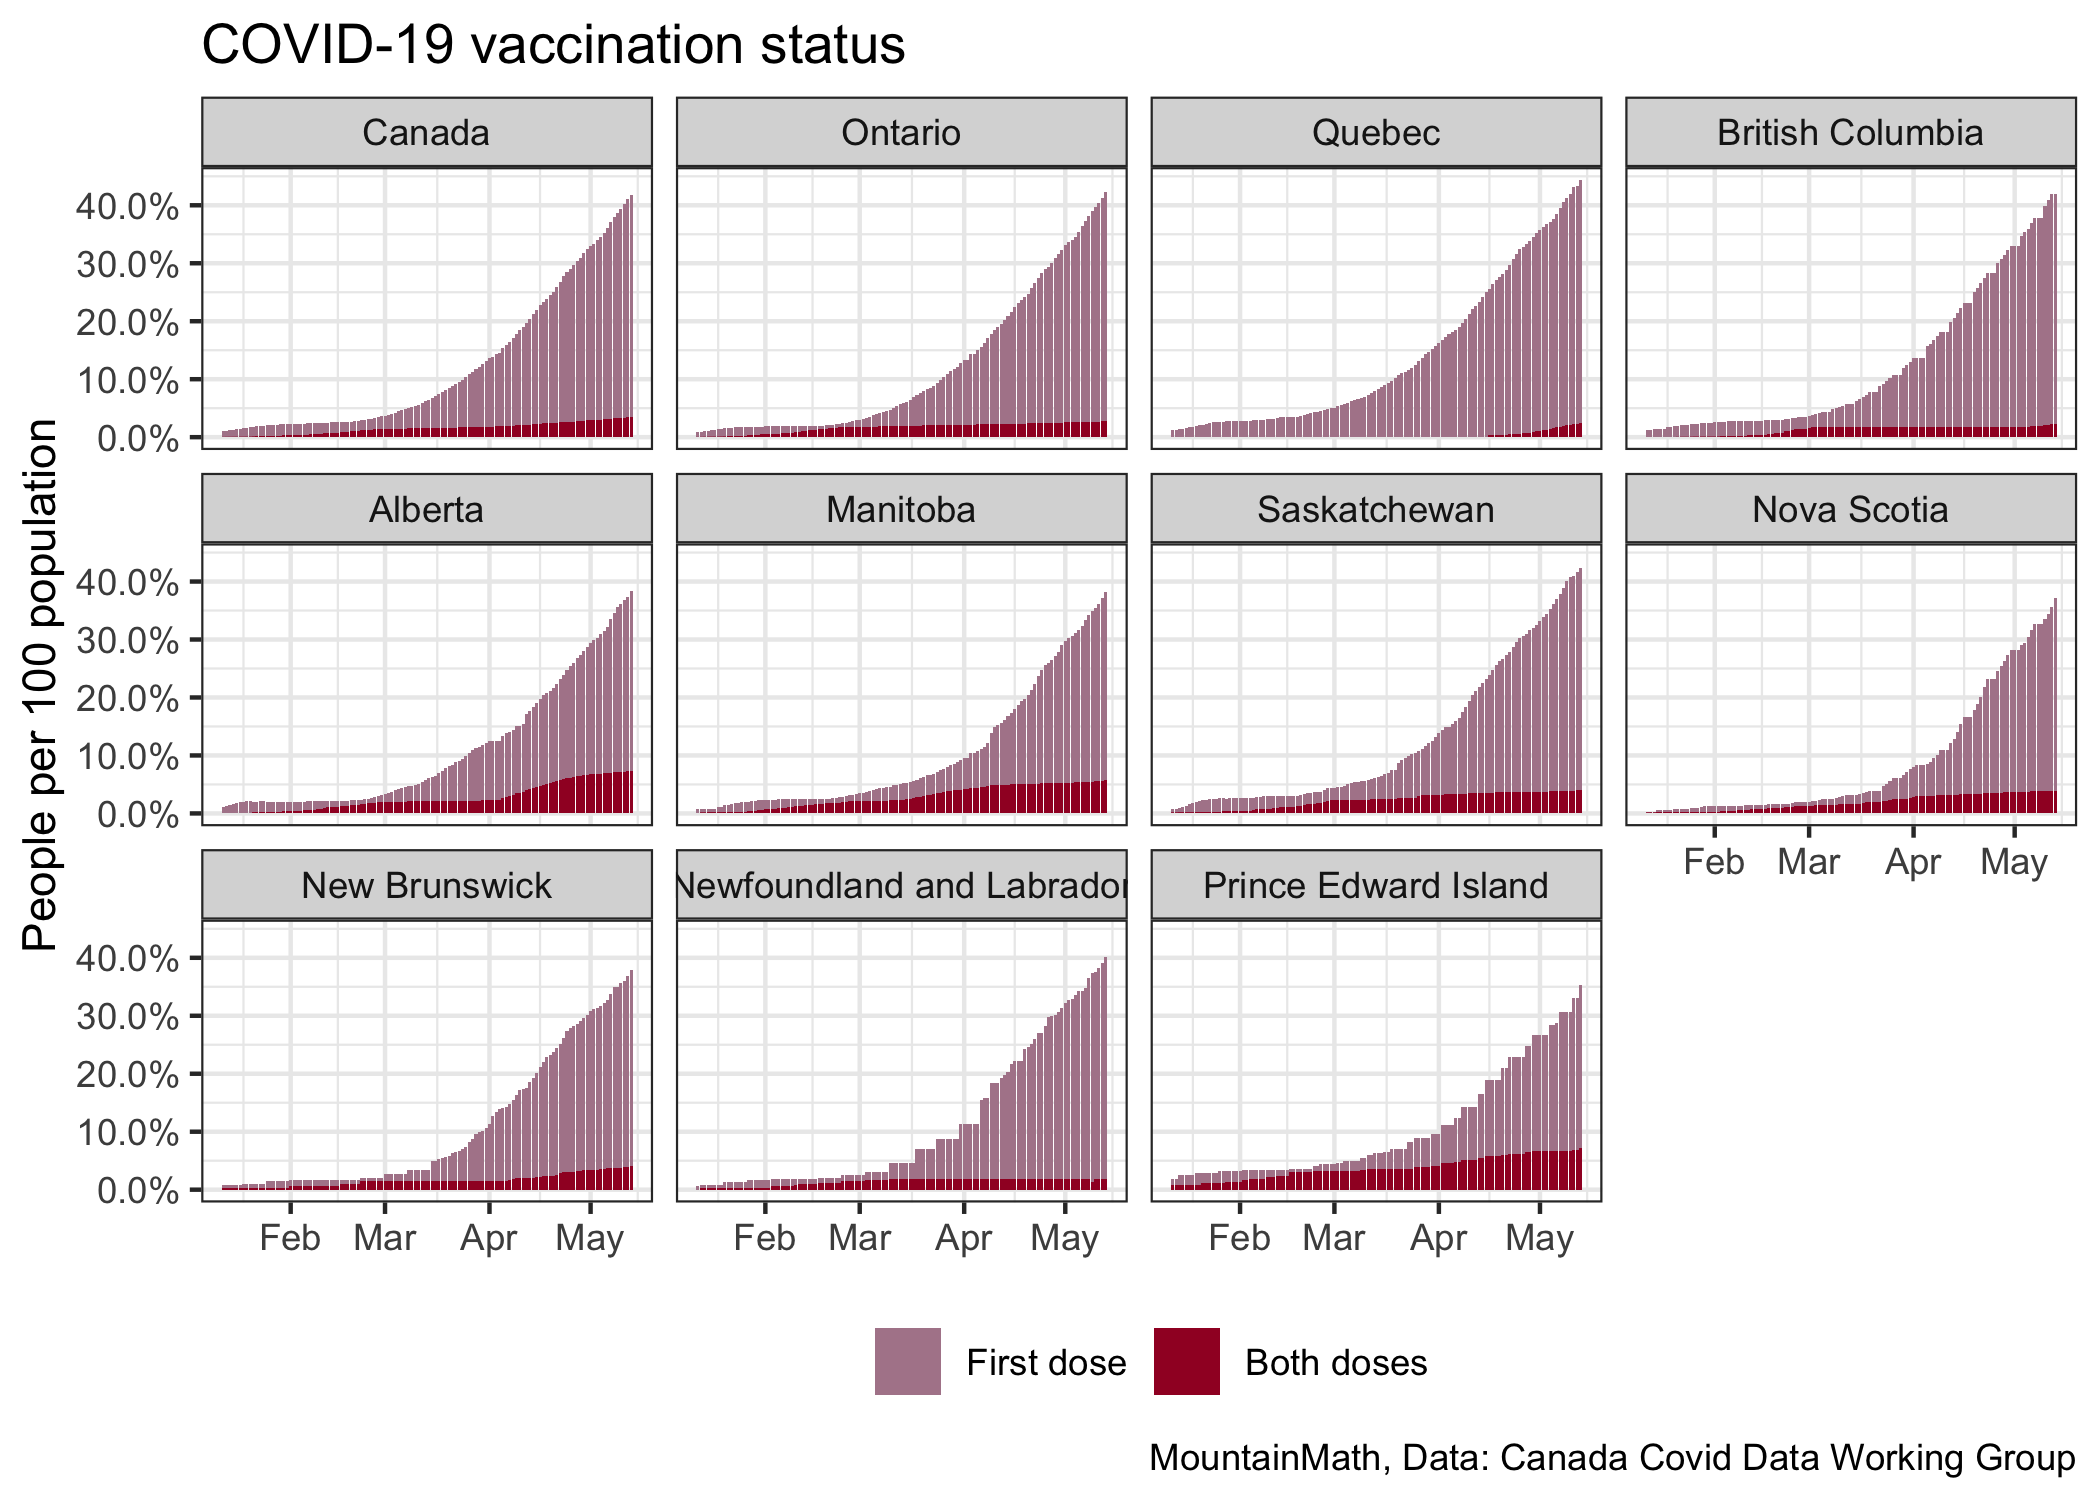 COVID-19 vaccination status
Canada
Ontario
Quebec
British Columbia
40.0%
30.0%
20.0%
10.0%
0.0%
Alberta
Manitoba
Saskatchewan
Nova Scotia
40.0%
30.0%
20.0%
10.0%
0.0%
Feb Mar Apr May
New Brunswick
Newfoundland and Labrador
Prince Edward Island
40.0%
30.0%
20.0%
10.0%
0.0%
Feb Mar Apr May
Feb Mar Apr May
Feb Mar Apr May
People per 100 population
First dose
Both doses
MountainMath, Data: Canada Covid Data Working Group